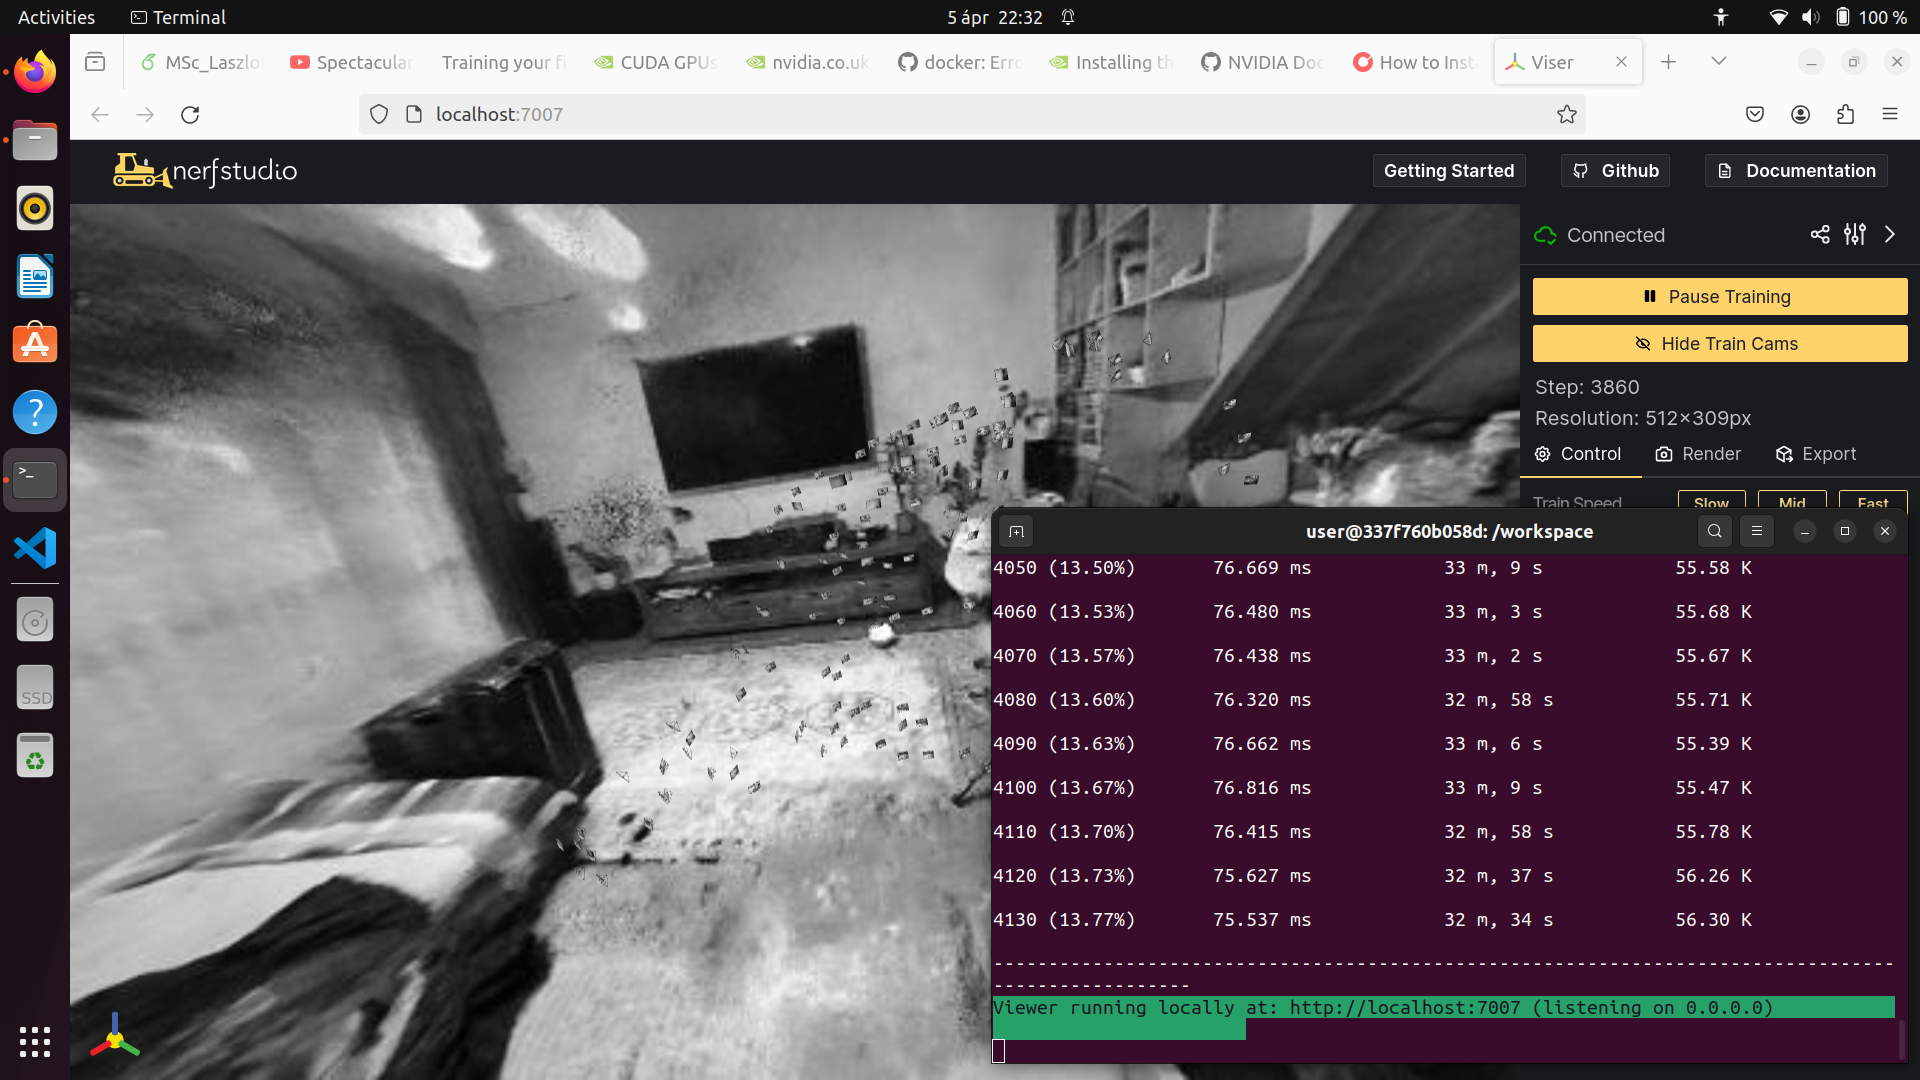 Activities
Terminal
5 ápr 22:32
100 %
MSc_Laszlo
Spectacular
Training your fi
CUDA GPUs
nvidia.co.uk
docker: Erro
Installing th
NVIDIA Doc
How to Insta
Viser
localhost:7007
nerfstudio
Getting Started
Github
Documentation
Connected
Pause Training
Hide Train Cams
Step: 3860
Resolution: 512×309px
Control
Render
Export
Train Speed
Slow
Mid
Fast
SSD
user@337f760b058d: /workspace
4050 (13.50%) 76.669 ms 33 m, 9 s 55.58 K
4060 (13.53%) 76.480 ms 33 m, 3 s 55.68 K
4070 (13.57%) 76.438 ms 33 m, 2 s 55.67 K
4080 (13.60%) 76.320 ms 32 m, 58 s 55.71 K
4090 (13.63%) 76.662 ms 33 m, 6 s 55.39 K
4100 (13.67%) 76.816 ms 33 m, 9 s 55.47 K
4110 (13.70%) 76.415 ms 32 m, 58 s 55.78 K
4120 (13.73%) 75.627 ms 32 m, 37 s 56.26 K
4130 (13.77%) 75.537 ms 32 m, 34 s 56.30 K
----------------------------------------------------------------------------------
------------------
Viewer running locally at: http://localhost:7007 (listening on 0.0.0.0)